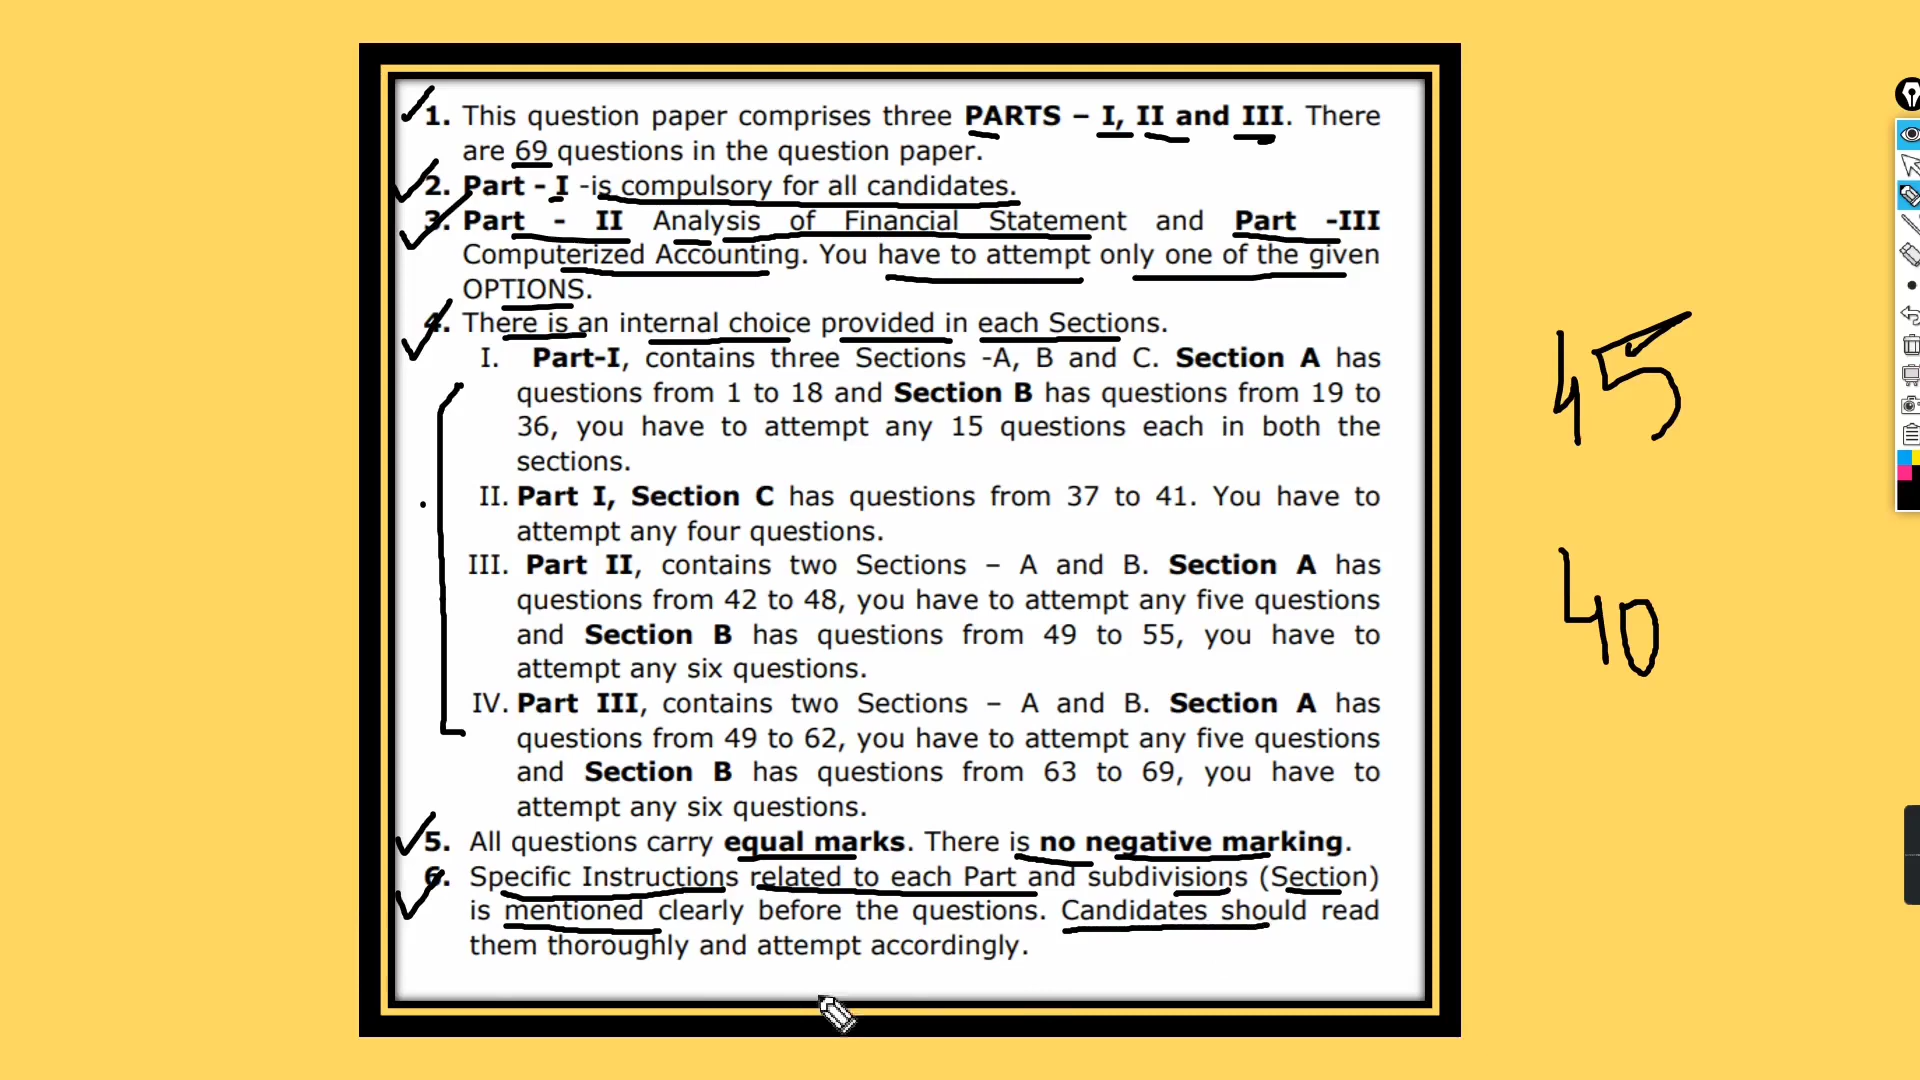 1. This question paper comprises three PARTS – I, II and III. There
are 69 questions in the question paper.
2. Part - I -is compulsory for all candidates.
3. Part - II Analysis of Financial Statement and Part -III
Computerized Accounting. You have to attempt only one of the given
OPTIONS.
4. There is an internal choice provided in each Sections.
I. Part-I, contains three Sections -A, B and C. Section A has
questions from 1 to 18 and Section B has questions from 19 to
36, you have to attempt any 15 questions each in both the
sections.
II. Part I, Section C has questions from 37 to 41. You have to
attempt any four questions.
III. Part II, contains two Sections – A and B. Section A has
questions from 42 to 48, you have to attempt any five questions
and Section B has questions from 49 to 55, you have to
attempt any six questions.
IV. Part III, contains two Sections – A and B. Section A has
questions from 49 to 62, you have to attempt any five questions
and Section B has questions from 63 to 69, you have to
attempt any six questions.
5. All questions carry equal marks. There is no negative marking.
6. Specific Instructions related to each Part and subdivisions (Section)
is mentioned clearly before the questions. Candidates should read
them thoroughly and attempt accordingly.
45
40